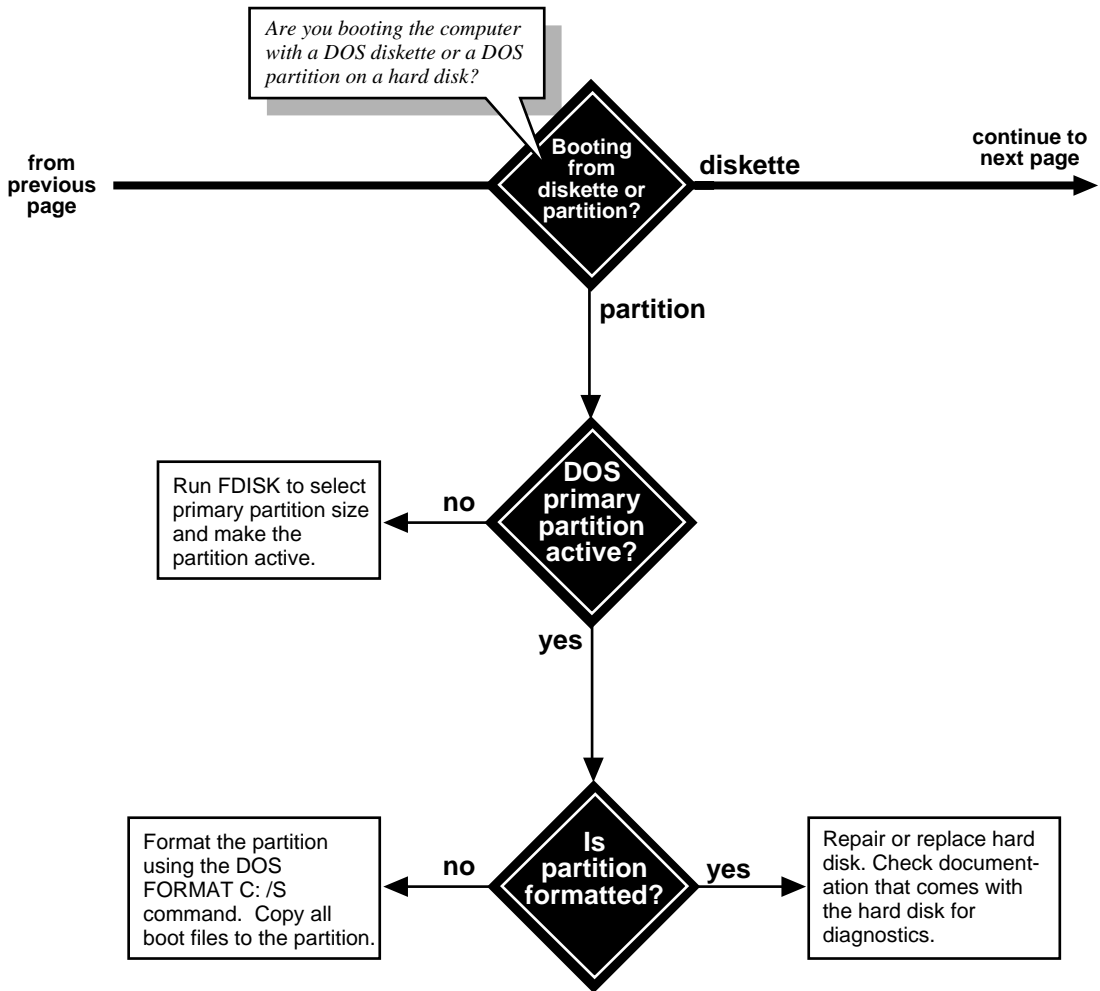 Are you booting the computer
with a DOS diskette or a DOS
partition on a hard disk?
from
previous
page
Booting
from
diskette or
partition?
diskette
continue to
next page
partition
DOS
primary
partition
active?
no
Run FDISK to select
primary partition size
and make the
partition active.
yes
Is
partition
formatted?
no
Format the partition
using the DOS
FORMAT C: /S
command.  Copy all
boot files to the partition.
yes
Repair or replace hard
disk. Check document-
ation that comes with
the hard disk for
diagnostics.